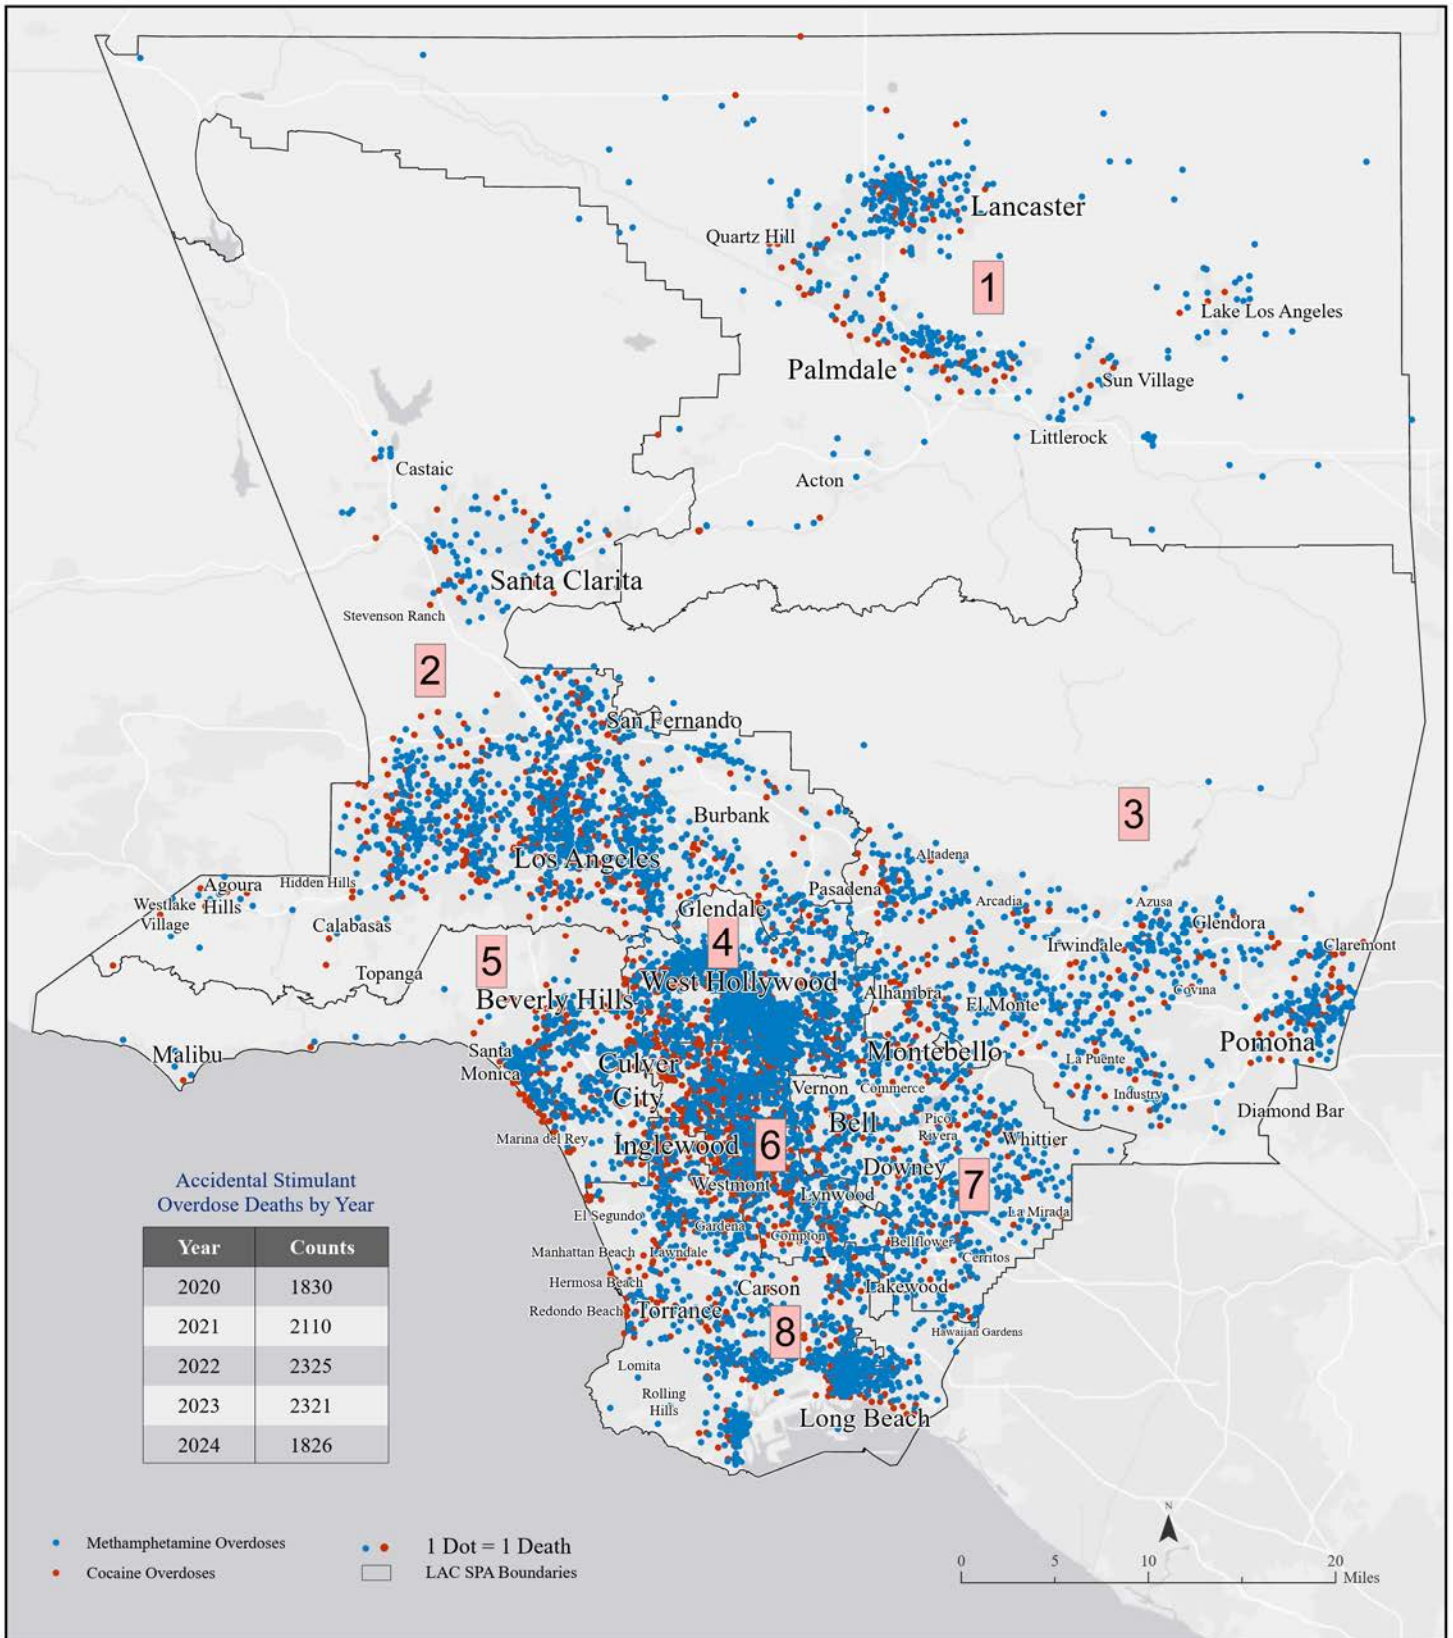 Lancaster
Quartz Hill
1
Lake Los Angeles
Palmdale
Sun Village
Littlerock
Castaic
Acton
Santa Clarita
Stevenson Ranch
2
San Fernando
3
Burbank
Los Angeles
Altadena
Agoura
Hills
Hidden Hills
Pasadena
Westlake
Village
Arcadia
Azusa
Glendale
Glendora
Calabasas
4
Irwindale
Claremont
5
Topanga
West Hollywood
Beverly Hills
Alhambra
El Monte
Covina
Pomona
Malibu
Santa
Monica
Culver
City
Montebello
La Puente
Vernon
Commerce
Industry
Diamond Bar
Bell
Pico
Rivera
Whittier
Marina del Rey
Inglewood
6
Downey
7
Westmont
Lynwood
La Mirada
El Segundo
Gardena
Compton
Bellflower
Manhattan Beach
Lawndale
Cerritos
Hermosa Beach
Carson
Lakewood
Redondo Beach
Torrance
8
Hawaiian Gardens
Lomita
Rolling
Hills
Long Beach
Accidental Stimulant
Overdose Deaths by Year
Year Counts
2020 1830
2021 2110
2022 2325
2023 2321
2024 1826
Methamphetamine Overdoses
Cocaine Overdoses
1 Dot = 1 Death
LAC SPA Boundaries
N
0 5 10 20
Miles